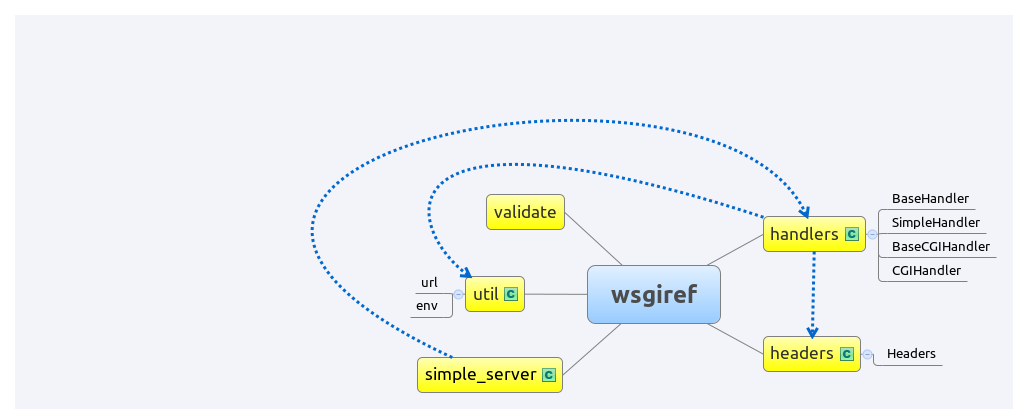 BaseHandler
validate
SimpleHandler
handlers C
BaseCGIHandler
CGIHandler
url
util C
wsgiref
env
headers C
Headers
simple_server C